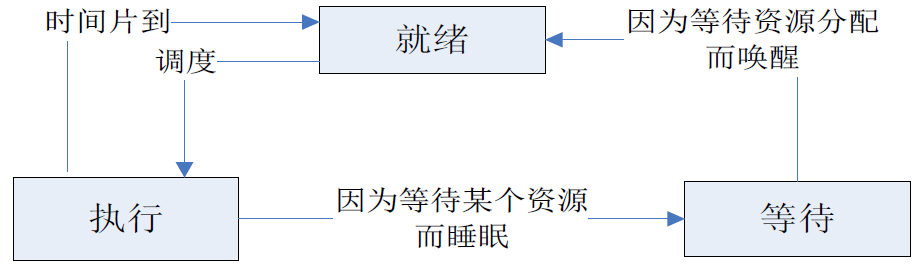 时间片到
就绪
因为等待资源分配
而唤醒
调度
执行
因为等待某个资源
而睡眠
等待